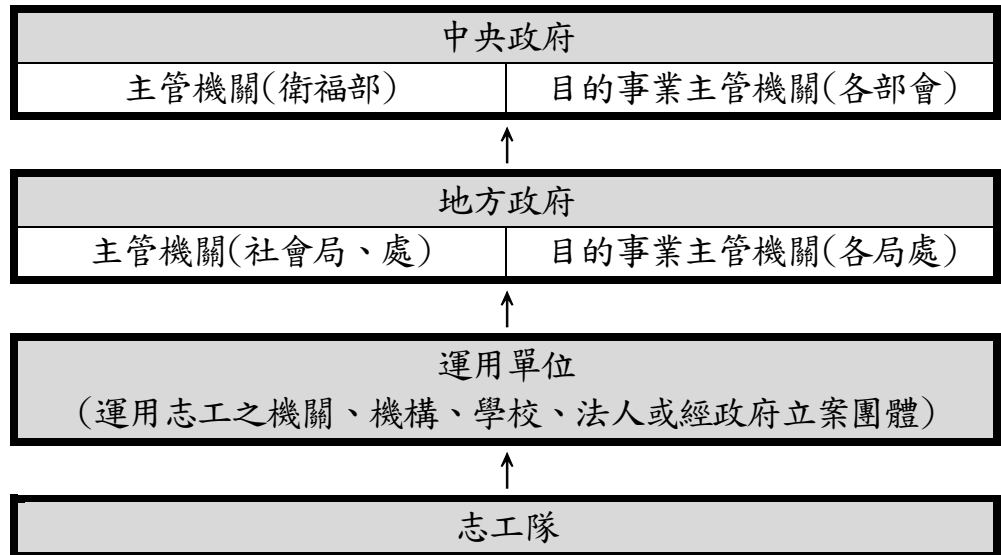 中央政府
主管機關(衛福部)
目的事業主管機關(各部會)
地方政府
主管機關(社會局、處)
目的事業主管機關(各局處)
運用單位
(運用志工之機關、機構、學校、法人或經政府立案團體)
志工隊